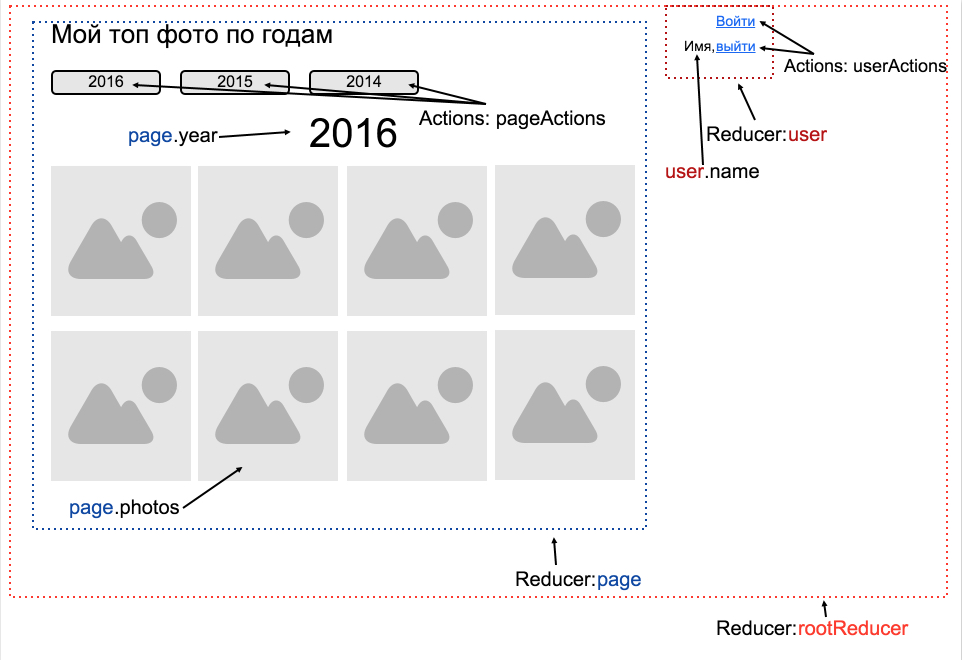 Мой топ фото по годам
Войти
Имя,выйти
Actions: userActions
2016
2015
2014
Actions: pageActions
page.year
2016
Reducer:user
user.name
page.photos
Reducer:page
Reducer:rootReducer